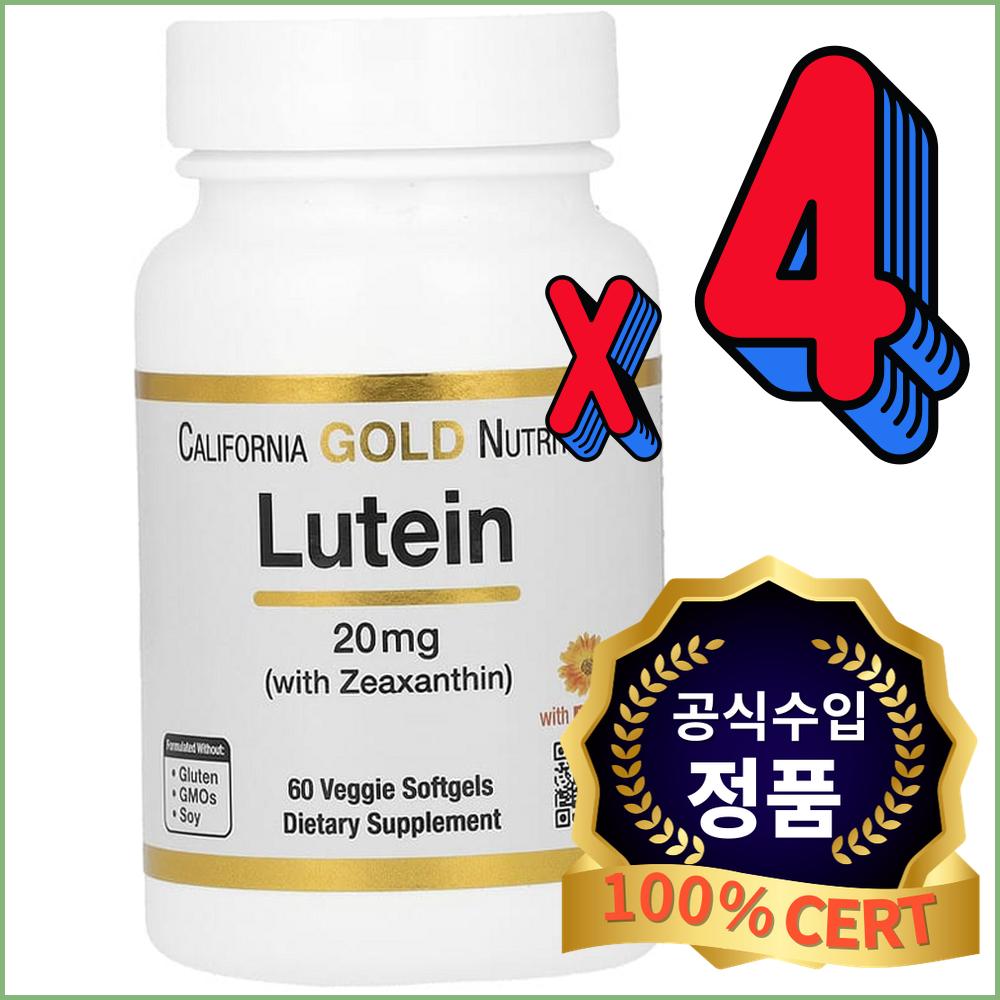 x 4
CALIFORNIA GOLD
Lutein
20mg
(with Zeaxanthin)
with
Formulated Without:
• Gluten
• GMOs
• Soy
60 Veggie Softgels
Dietary Supplement
공식수입
정품
100% CERT